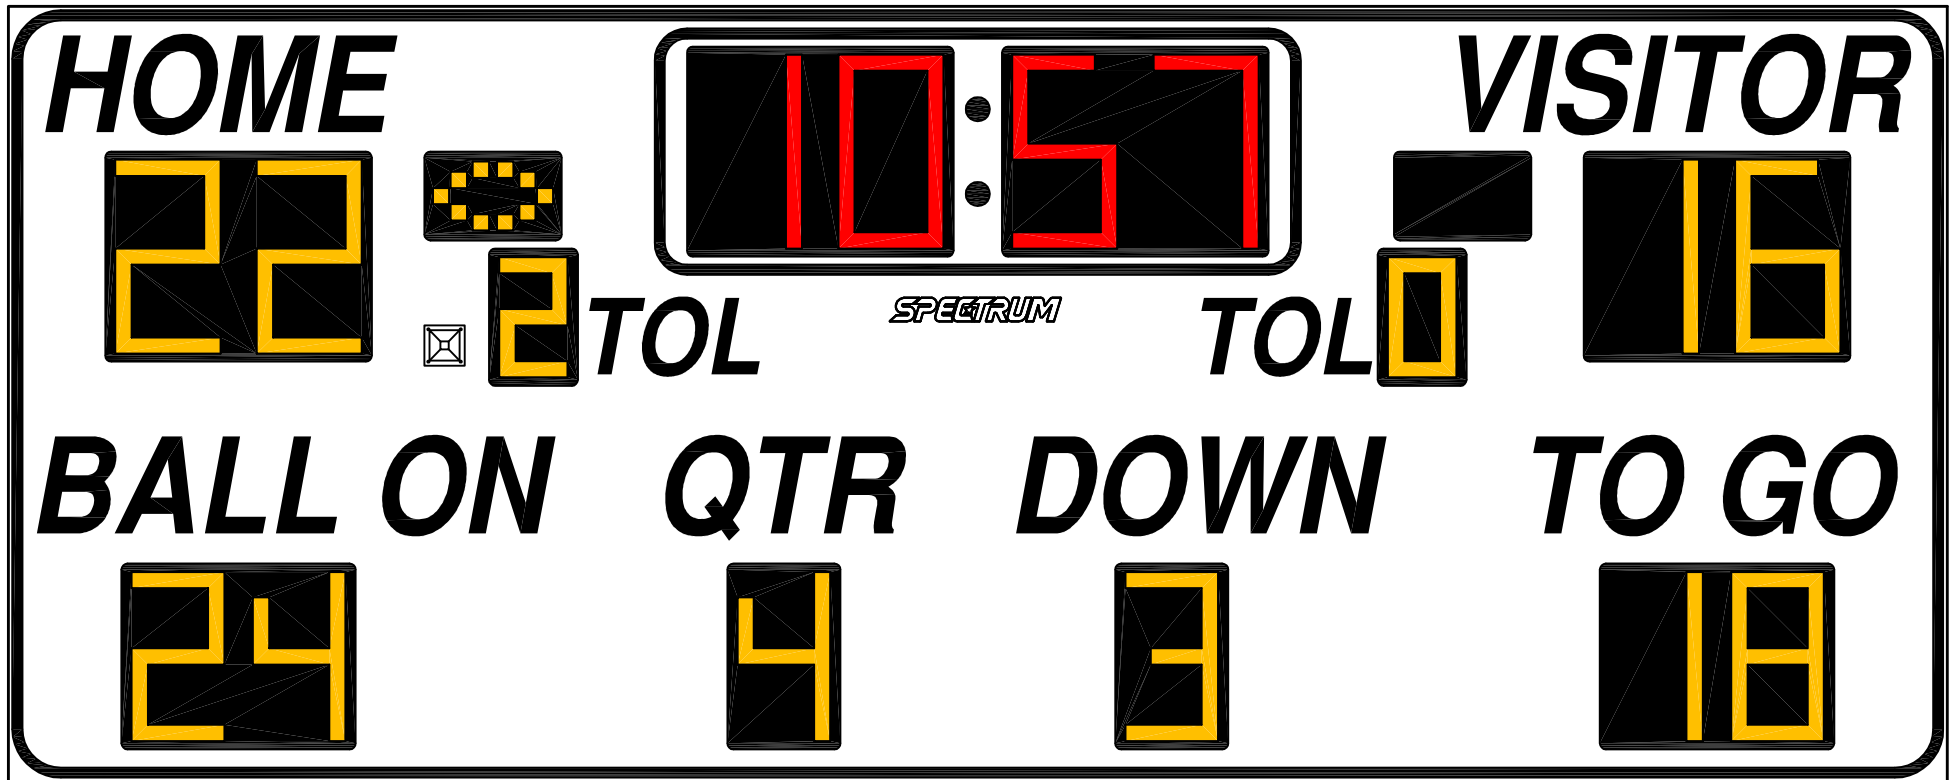 HOME 10:57 VISITOR
22 16
2 TOL SPECTRUM TOL 0
BALL ON QTR DOWN TO GO
24 4 3 18